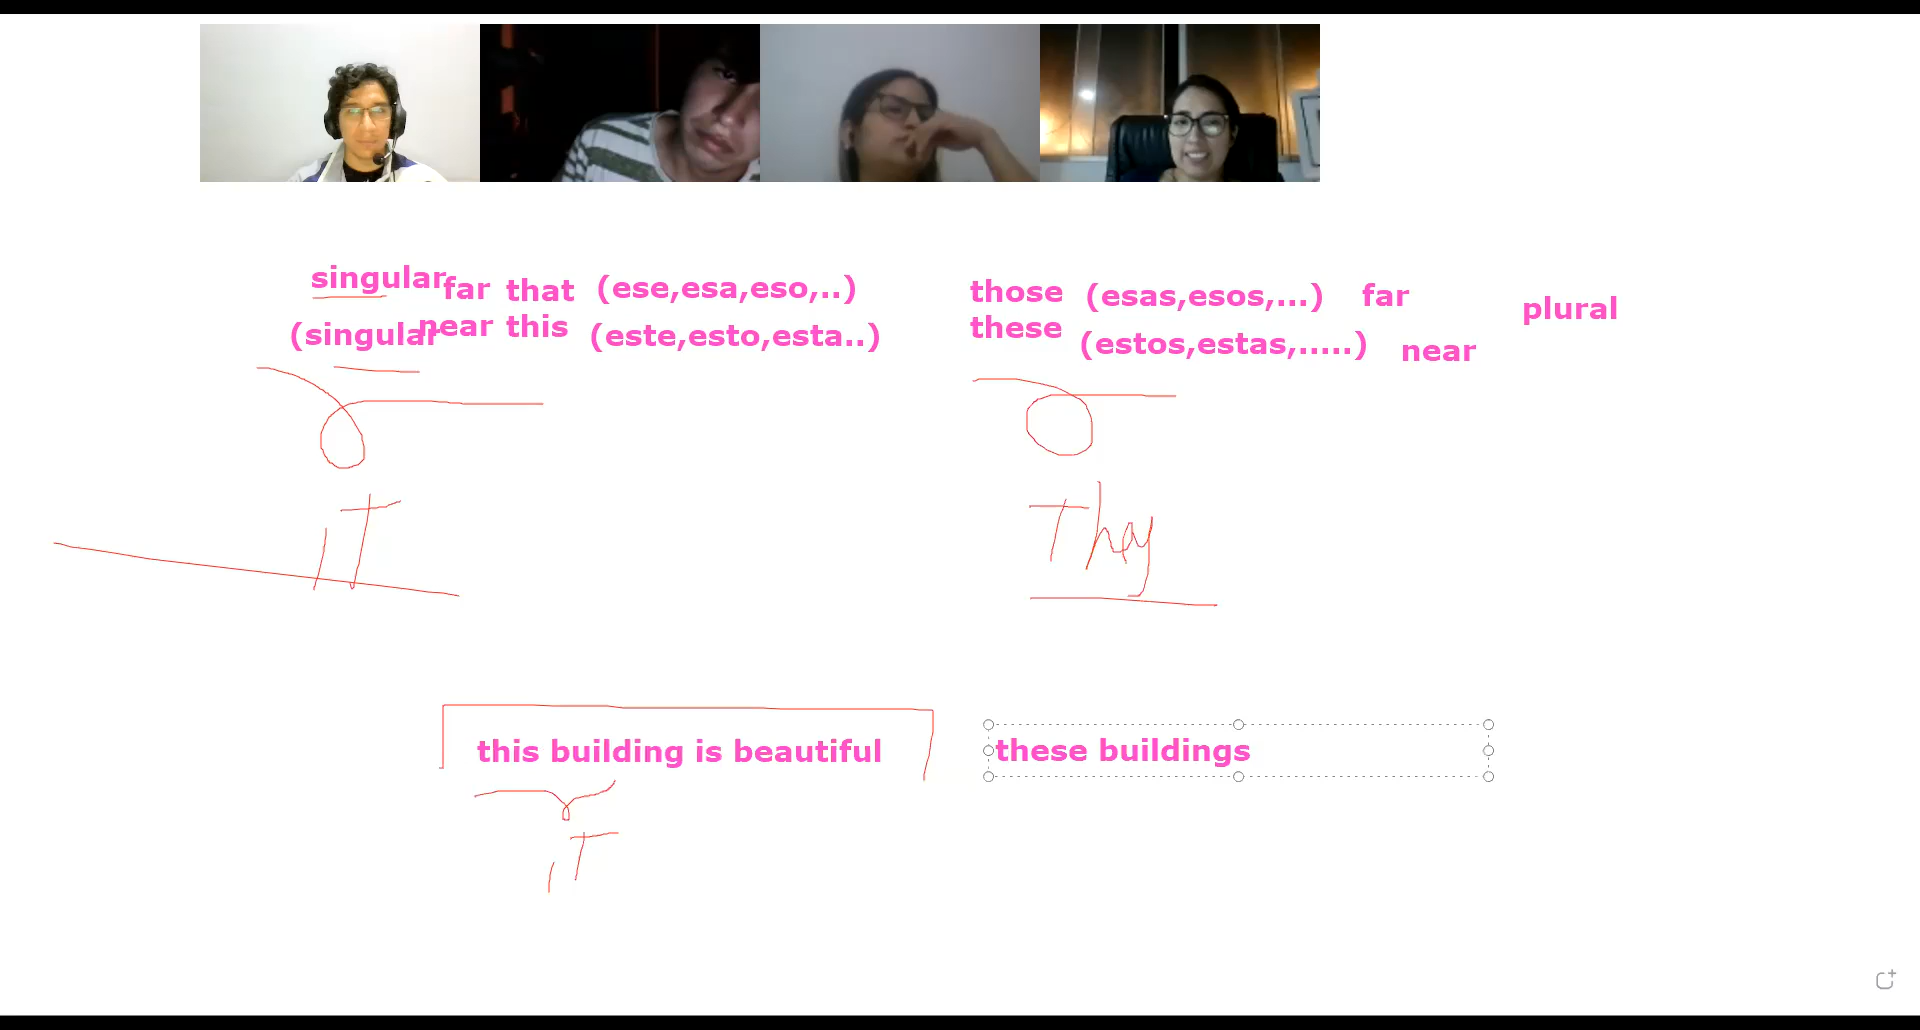 singular far that (ese,esa,eso,..) those (esas,esos,...) far plural
(singular near this (este,esto,esta..) these (estos,estas,.....) near
IT They
this building is beautiful these buildings
IT